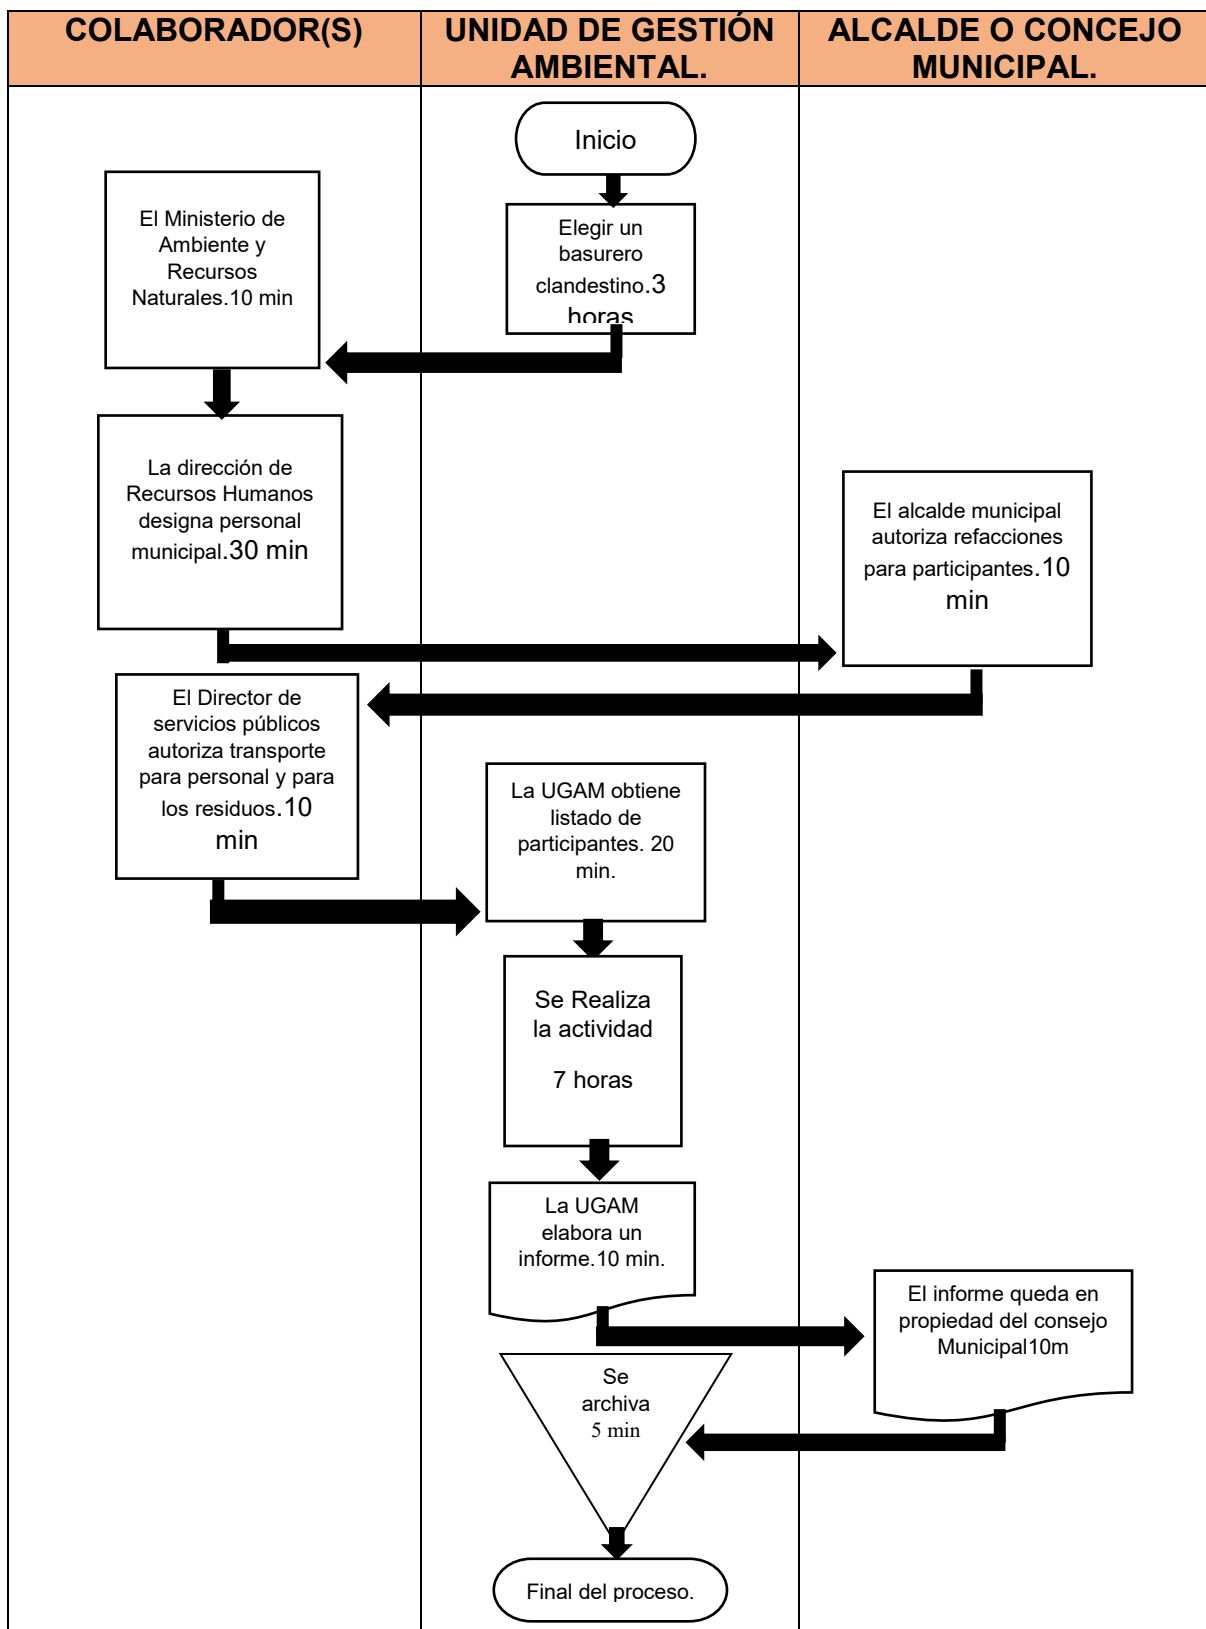 COLABORADOR(S)
UNIDAD DE GESTIÓN
AMBIENTAL.
ALCALDE O CONCEJO
MUNICIPAL.
Inicio
Elegir un
basurero
clandestino.3
horas
El Ministerio de
Ambiente y
Recursos
Naturales.10 min
La dirección de
Recursos Humanos
designa personal
municipal.30 min
El alcalde municipal
autoriza refacciones
para participantes.10
min
El Director de
servicios públicos
autoriza transporte
para personal y para
los residuos.10
min
La UGAM obtiene
listado de
participantes. 20
min.
Se Realiza
la actividad
7 horas
La UGAM
elabora un
informe.10 min.
El informe queda en
propiedad del consejo
Municipal10m
Se
archiva
5 min
Final del proceso.